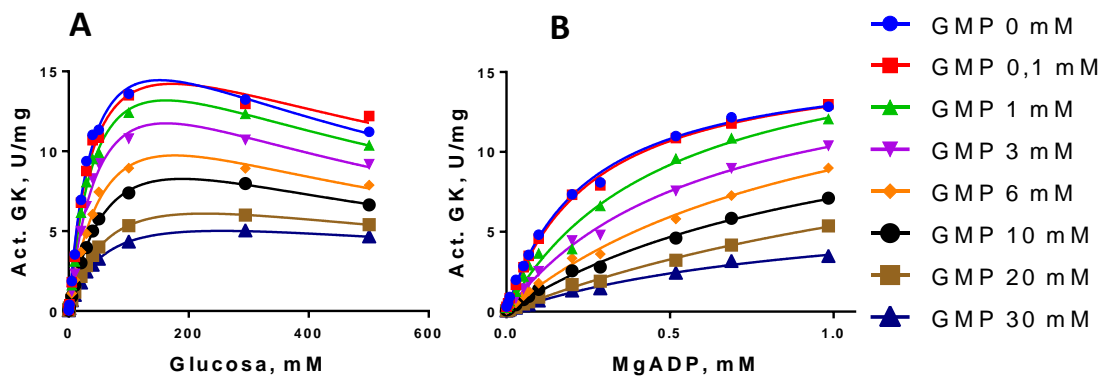 A
B
GMP 0 mM
GMP 0,1 mM
GMP 1 mM
GMP 3 mM
GMP 6 mM
GMP 10 mM
GMP 20 mM
GMP 30 mM
Act. GK, U/mg
15
10
5
0
0
200
400
600
Glucosa, mM
Act. GK, U/mg
15
10
5
0
0.0
0.5
1.0
MgADP, mM